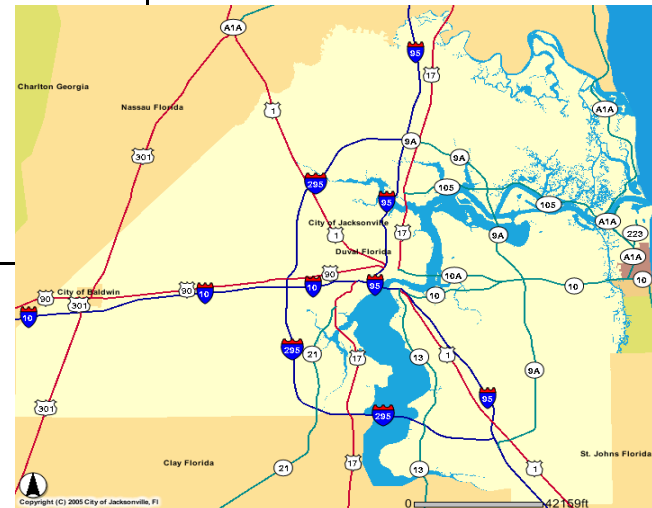 A1A
95
17
Charlton Georgia
Nassau Florida
1
A1A
301
9A
9A
295
105
95
105
City of Jacksonville
A1A
1
17
9A
223
Duval Florida
A1A
90
10A
10
90
10
10
95
10
10
City of Baldwin
90
301
10
295
21
17
13
1
9A
95
301
295
St. Johns Florida
Clay Florida
17
21
13
1
Copyright (C) 2005 City of Jacksonville, Fl
0
42159ft